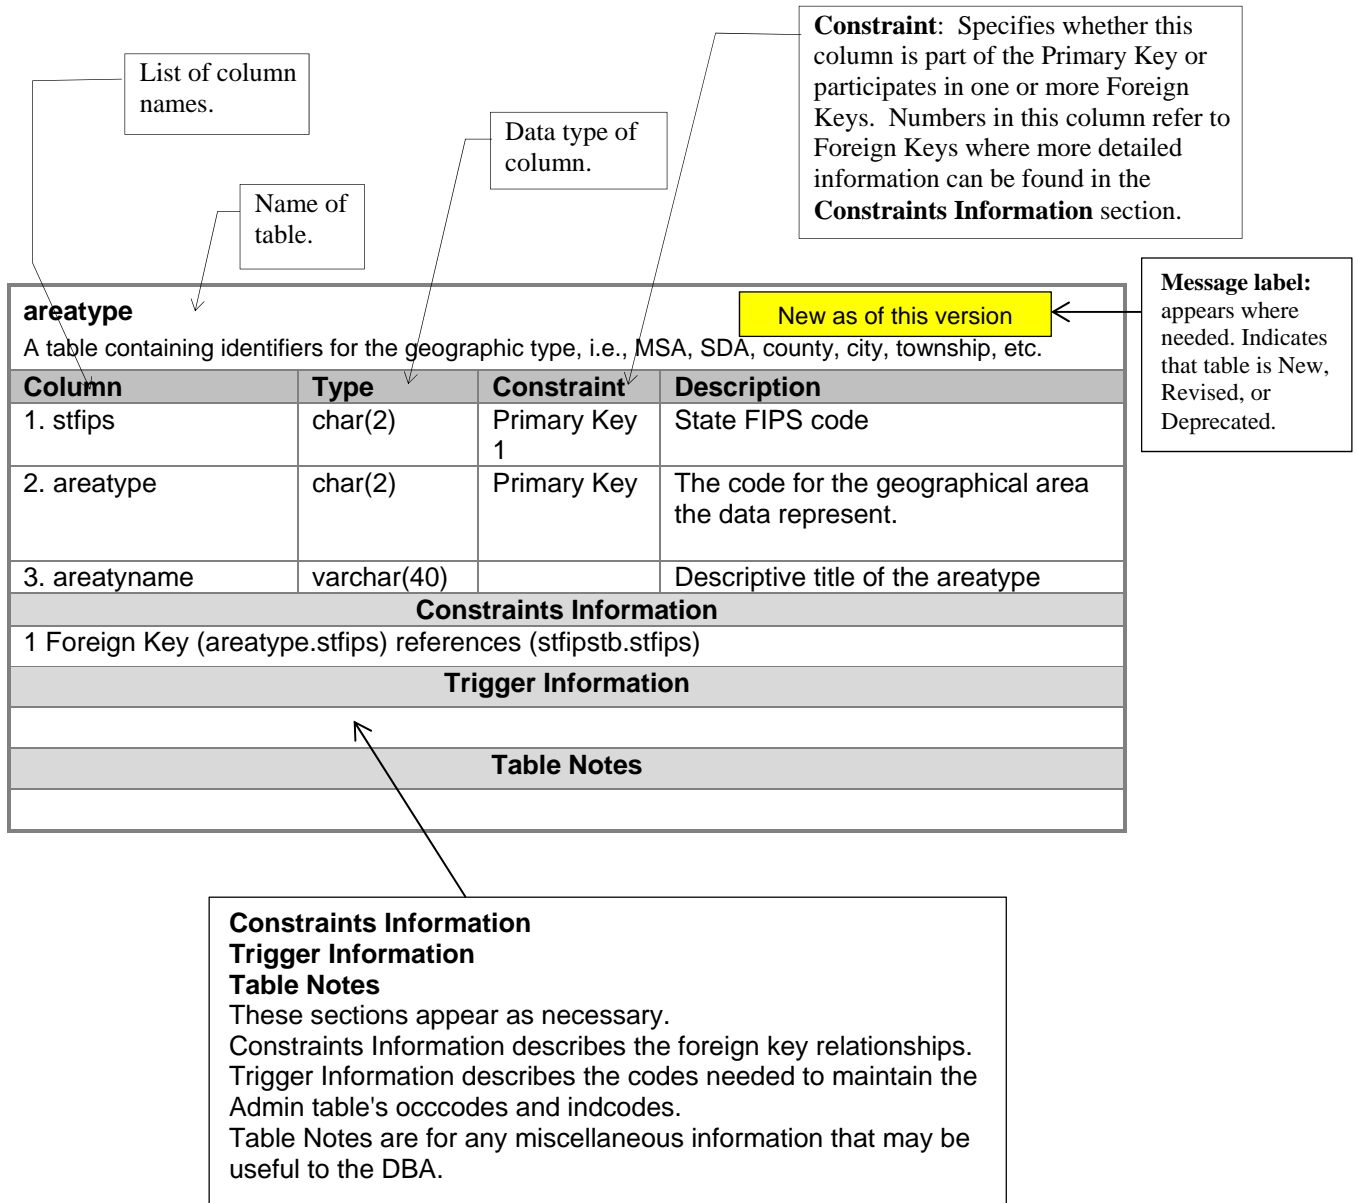 Constraint:  Specifies whether this
column is part of the Primary Key or
participates in one or more Foreign
Keys.  Numbers in this column refer to
Foreign Keys where more detailed
information can be found in the
Constraints Information section.
List of column
names.
Data type of
column.
Name of
table.
Message label:
appears where
needed. Indicates
that table is New,
Revised, or
Deprecated.
areatype
New as of this version
A table containing identifiers for the geographic type, i.e., MSA, SDA, county, city, township, etc.
Column Type Constraint Description
1. stfips char(2) Primary Key State FIPS code
1
2. areatype char(2) Primary Key The code for the geographical area
the data represent.
3. areatyname varchar(40) Descriptive title of the areatype
Constraints Information
1 Foreign Key (areatype.stfips) references (stfipstb.stfips)
Trigger Information
Table Notes
Constraints Information
Trigger Information
Table Notes
These sections appear as necessary.
Constraints Information describes the foreign key relationships.
Trigger Information describes the codes needed to maintain the
Admin table's occcodes and indcodes.
Table Notes are for any miscellaneous information that may be
useful to the DBA.